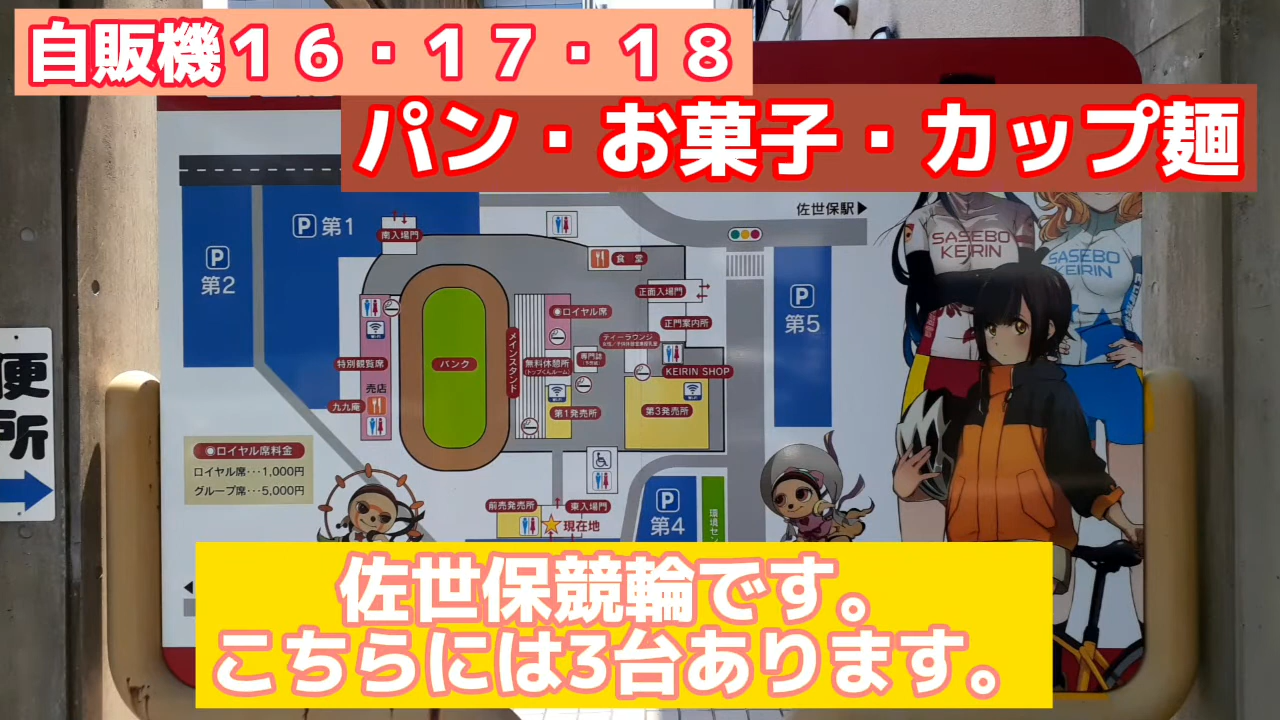 自販機１６・１７・１８
パン・お菓子・カップ麺
佐世保駅▶
P 第1
南入場門
P 第2
食堂
正面入場門
SASEBO KEIRIN
SASEBO KEIRIN
P 第5
ロイヤル席
正門案内所
ティーラウンジ
メインスタンド
バンク
特別観覧席
無料休憩所
専門誌
KEIRIN SHOP
売店
九九庵
第1発売所
第3発売所
便所
ロイヤル席料金
ロイヤル席･･･1,000円
グループ席･･･5,000円
前売発売所
東入場門
現在地
P 第4
環境セン
佐世保競輪です。
こちらには3台あります。